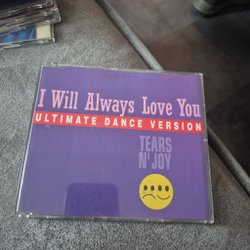 I Will Always Love You
ULTIMATE DANCE VERSION
TEARS
N' JOY